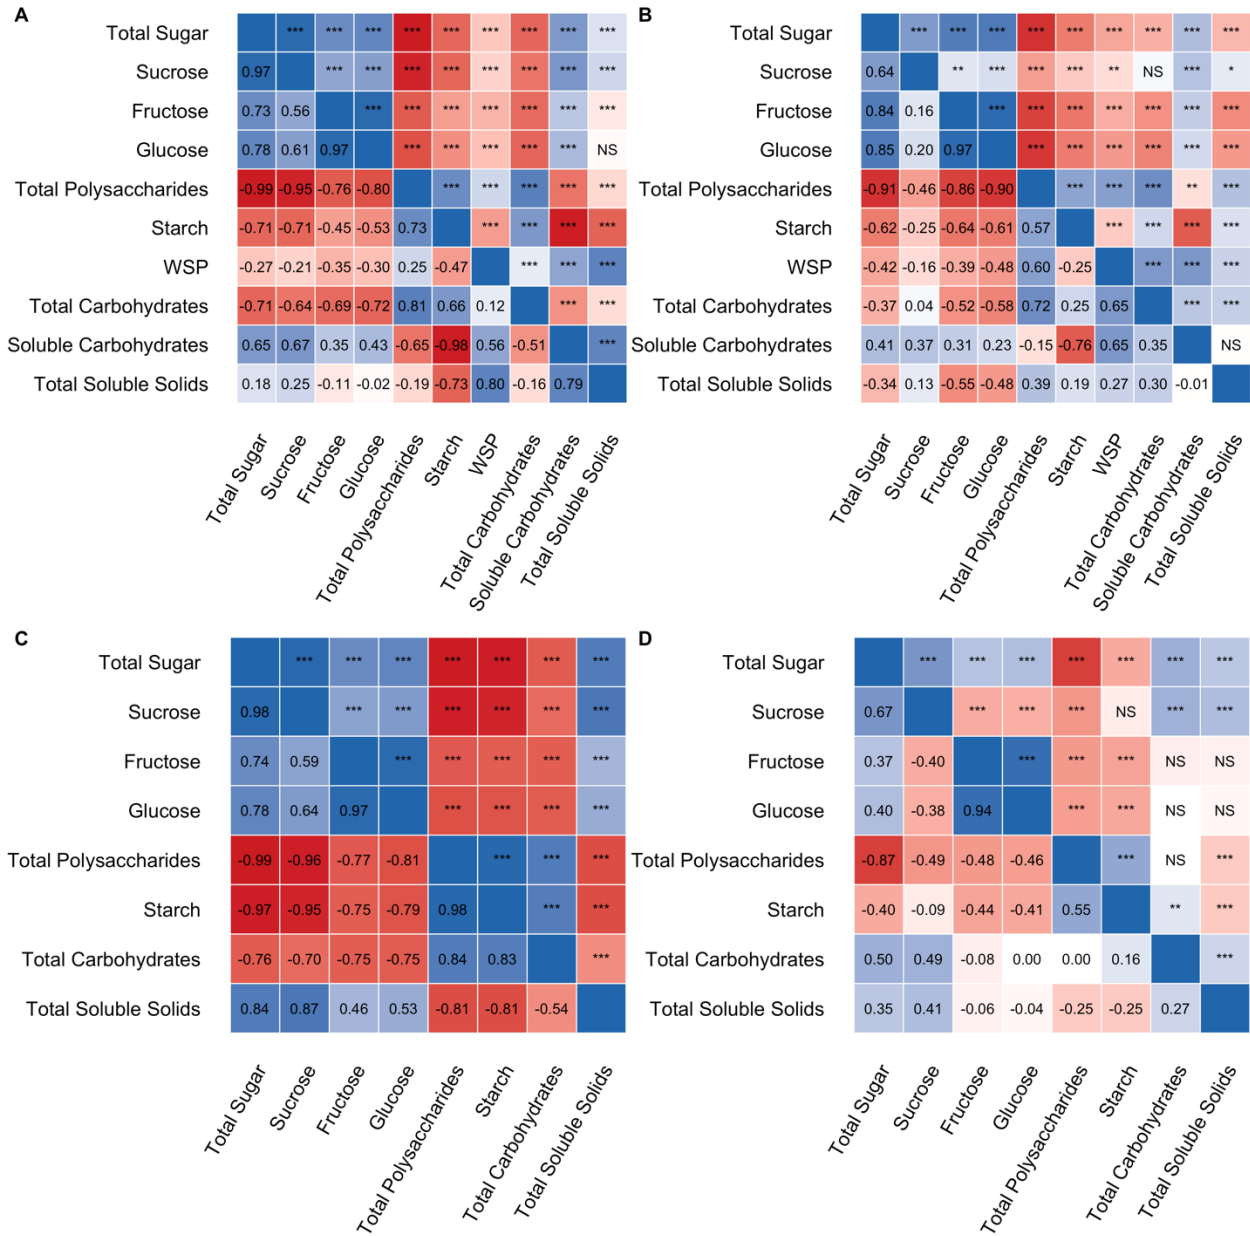 A
Total Sugar *** *** *** *** *** *** *** *** ***
Sucrose 0.97 *** *** *** *** *** *** *** ***
Fructose 0.73 0.56 *** *** *** *** *** *** ***
Glucose 0.78 0.61 0.97 *** *** *** *** *** NS
Total Polysaccharides -0.99 -0.95 -0.76 -0.80 *** *** *** *** ***
Starch -0.71 -0.71 -0.45 -0.53 0.73 *** *** *** ***
WSP -0.27 -0.21 -0.35 -0.30 0.25 -0.47 *** *** ***
Total Carbohydrates -0.71 -0.64 -0.69 -0.72 0.81 0.66 0.12 *** ***
Soluble Carbohydrates 0.65 0.67 0.35 0.43 -0.65 -0.98 0.56 -0.51 ***
Total Soluble Solids 0.18 0.25 -0.11 -0.02 -0.19 -0.73 0.80 -0.16 0.79
Total Sugar
Sucrose
Fructose
Glucose
Total Polysaccharides
Starch
WSP
Total Carbohydrates
Soluble Carbohydrates
Total Soluble Solids
B
Total Sugar *** *** *** *** *** *** *** *** ***
Sucrose 0.64 ** *** *** *** ** NS *** *
Fructose 0.84 0.16 *** *** *** *** *** *** ***
Glucose 0.85 0.20 0.97 *** *** *** *** *** ***
Total Polysaccharides -0.91 -0.46 -0.86 -0.90 *** *** *** ** ***
Starch -0.62 -0.25 -0.64 -0.61 0.57 *** *** *** ***
WSP -0.42 -0.16 -0.39 -0.48 0.60 -0.25 *** *** ***
Total Carbohydrates -0.37 0.04 -0.52 -0.58 0.72 0.25 0.65 *** ***
Soluble Carbohydrates 0.41 0.37 0.31 0.23 -0.15 -0.76 0.65 0.35 NS
Total Soluble Solids -0.34 0.13 -0.55 -0.48 0.39 0.19 0.27 0.30 -0.01
Total Sugar
Sucrose
Fructose
Glucose
Total Polysaccharides
Starch
WSP
Total Carbohydrates
Soluble Carbohydrates
Total Soluble Solids
C
Total Sugar *** *** *** *** *** *** ***
Sucrose 0.98 *** *** *** *** *** ***
Fructose 0.74 0.59 *** *** *** *** ***
Glucose 0.78 0.64 0.97 *** *** *** ***
Total Polysaccharides -0.99 -0.96 -0.77 -0.81 *** *** ***
Starch -0.97 -0.95 -0.75 -0.79 0.98 *** ***
Total Carbohydrates -0.76 -0.70 -0.75 -0.75 0.84 0.83 ***
Total Soluble Solids 0.84 0.87 0.46 0.53 -0.81 -0.81 -0.54
Total Sugar
Sucrose
Fructose
Glucose
Total Polysaccharides
Starch
Total Carbohydrates
Total Soluble Solids
D
Total Sugar *** *** *** *** *** *** ***
Sucrose 0.67 *** *** *** NS *** ***
Fructose 0.37 -0.40 *** *** *** NS NS
Glucose 0.40 -0.38 0.94 *** *** NS NS
Total Polysaccharides -0.87 -0.49 -0.48 -0.46 *** NS ***
Starch -0.40 -0.09 -0.44 -0.41 0.55 ** ***
Total Carbohydrates 0.50 0.49 -0.08 0.00 0.00 0.16 ***
Total Soluble Solids 0.35 0.41 -0.06 -0.04 -0.25 -0.25 0.27
Total Sugar
Sucrose
Fructose
Glucose
Total Polysaccharides
Starch
Total Carbohydrates
Total Soluble Solids